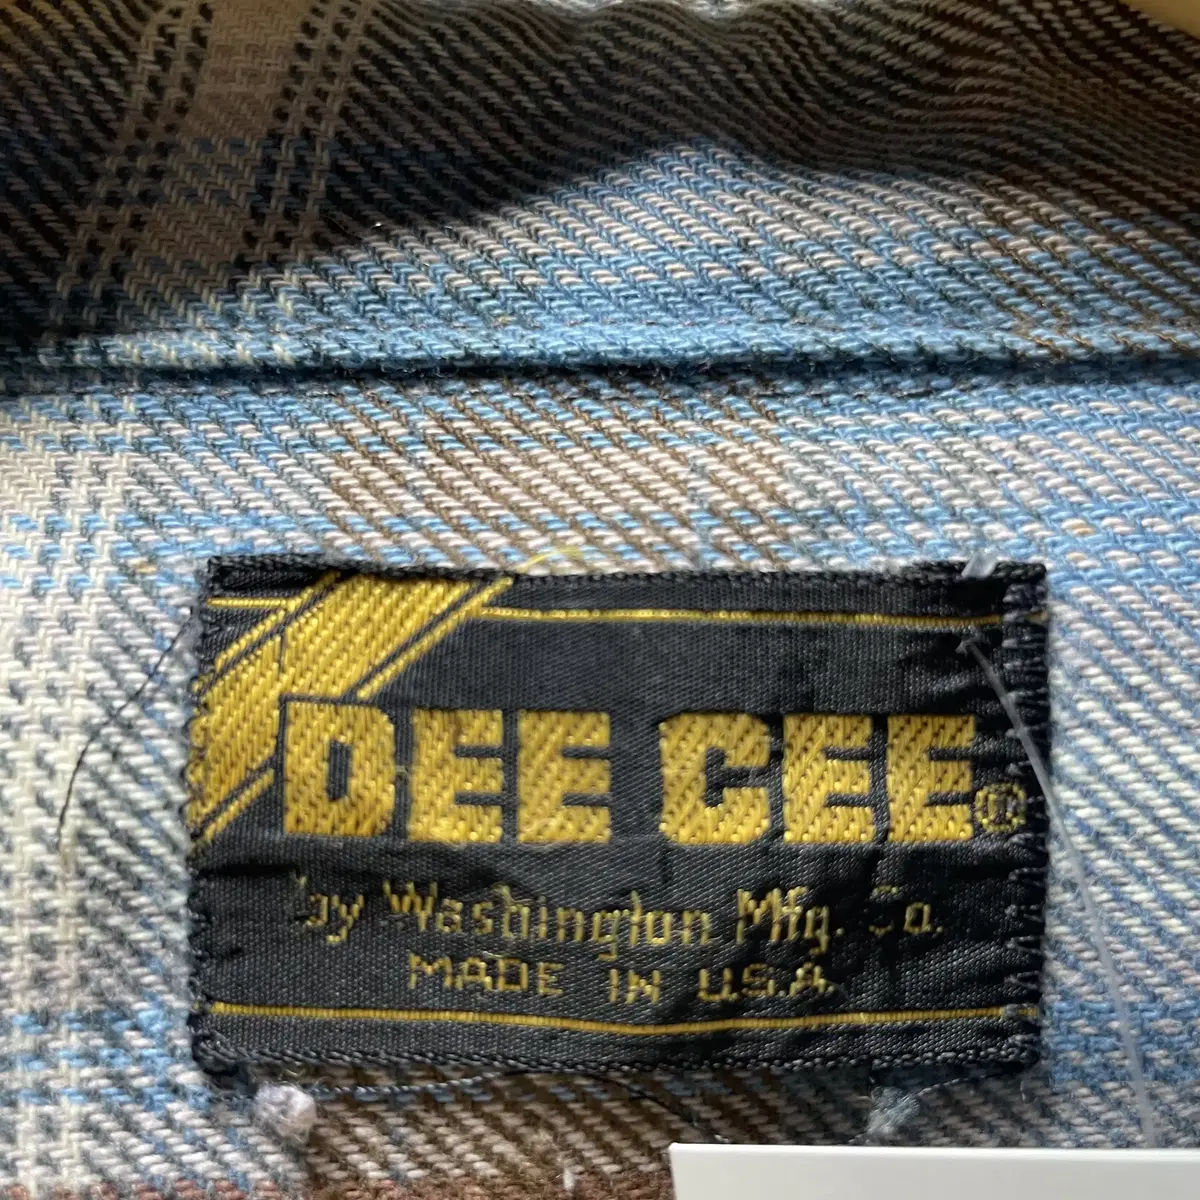 DEE CEE®
by Washington Mfg. Co.
MADE IN U.S.A.